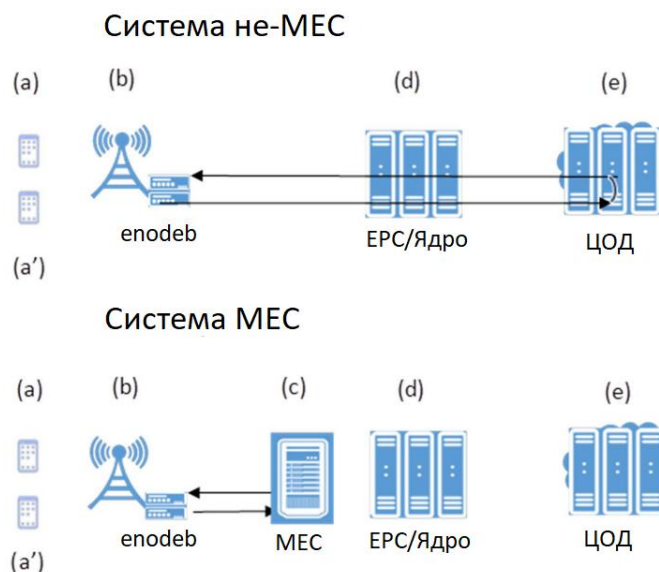 Система не-МЕС
(a) (b) (d) (e)
enodeb EPC/Ядро ЦОД
(a')
Система МЕС
(a) (b) (c) (d) (e)
enodeb МЕС EPC/Ядро ЦОД
(a')